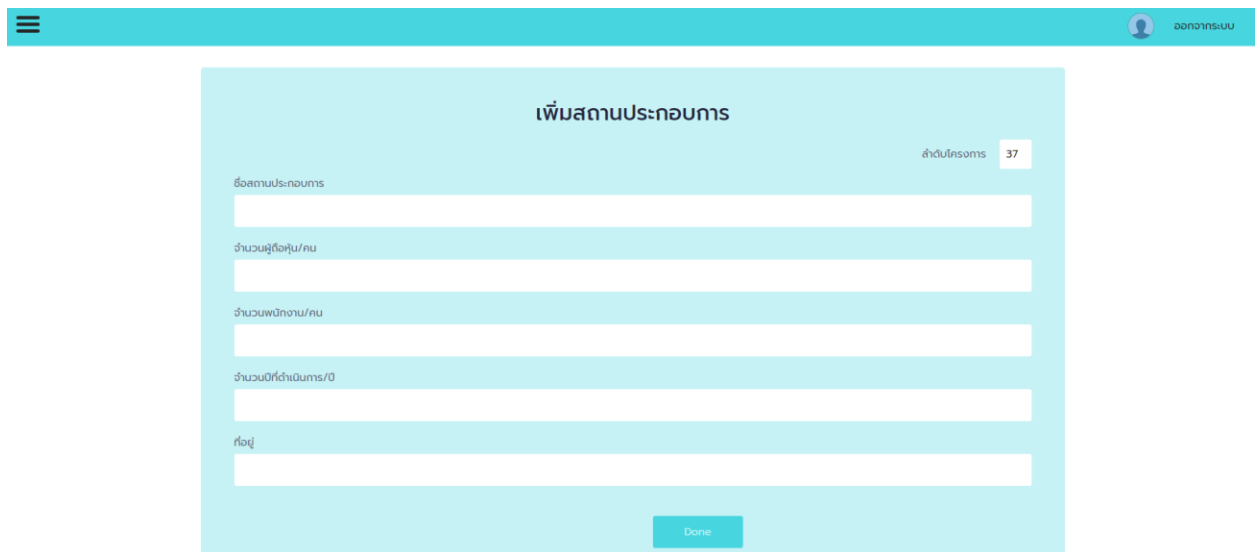 ออกจากระบบ
เพิ่มสถานประกอบการ
ลำดับโครงการ 37
ชื่อสถานประกอบการ
จำนวนผู้ถือหุ้น/คน
จำนวนพนักงาน/คน
จำนวนปีที่ดำเนินการ/ปี
ที่อยู่
Done